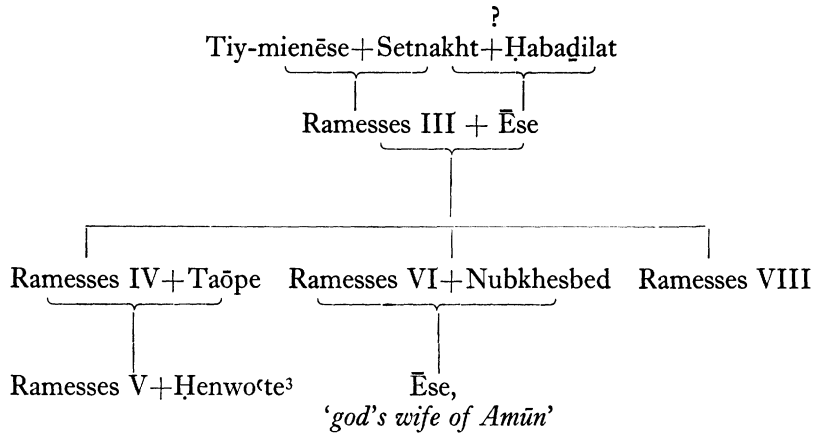 ?
Tiy-mienēse+Setnakht+Ḥabaḏilat
Ramesses III + Ēse
Ramesses IV+Taōpe Ramesses VI+Nubkhesbed Ramesses VIII
Ramesses V+Ḥenwoꜥte³ Ēse,
‘god's wife of Amūn’